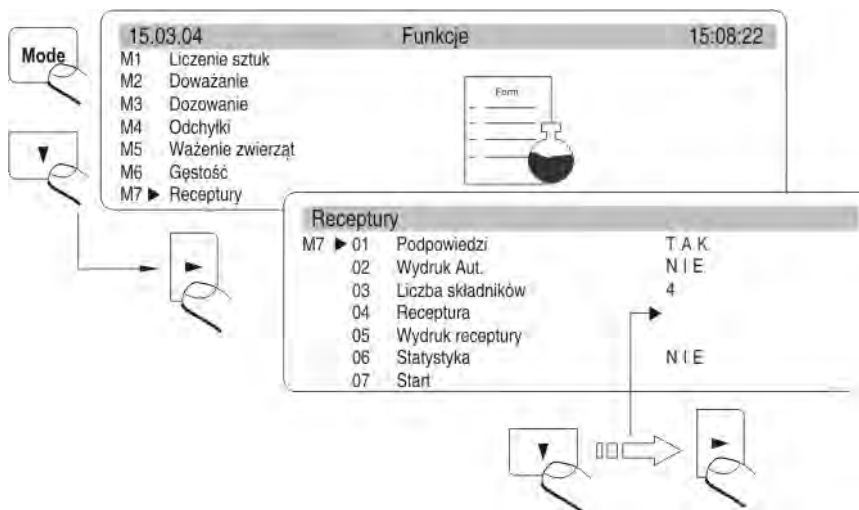 Mode
15.03.04 Funkcje 15:08:22
M1 Liczenie sztuk
M2 Doważanie
M3 Dozowanie
M4 Odchyłki
M5 Ważenie zwierząt
M6 Gęstość
M7 ► Receptury
Form
Receptury
M7 ► 01 Podpowiedzi T A K
02 Wydruk Aut. N I E
03 Liczba składników 4
04 Receptura
05 Wydruk receptury
06 Statystyka N I E
07 Start